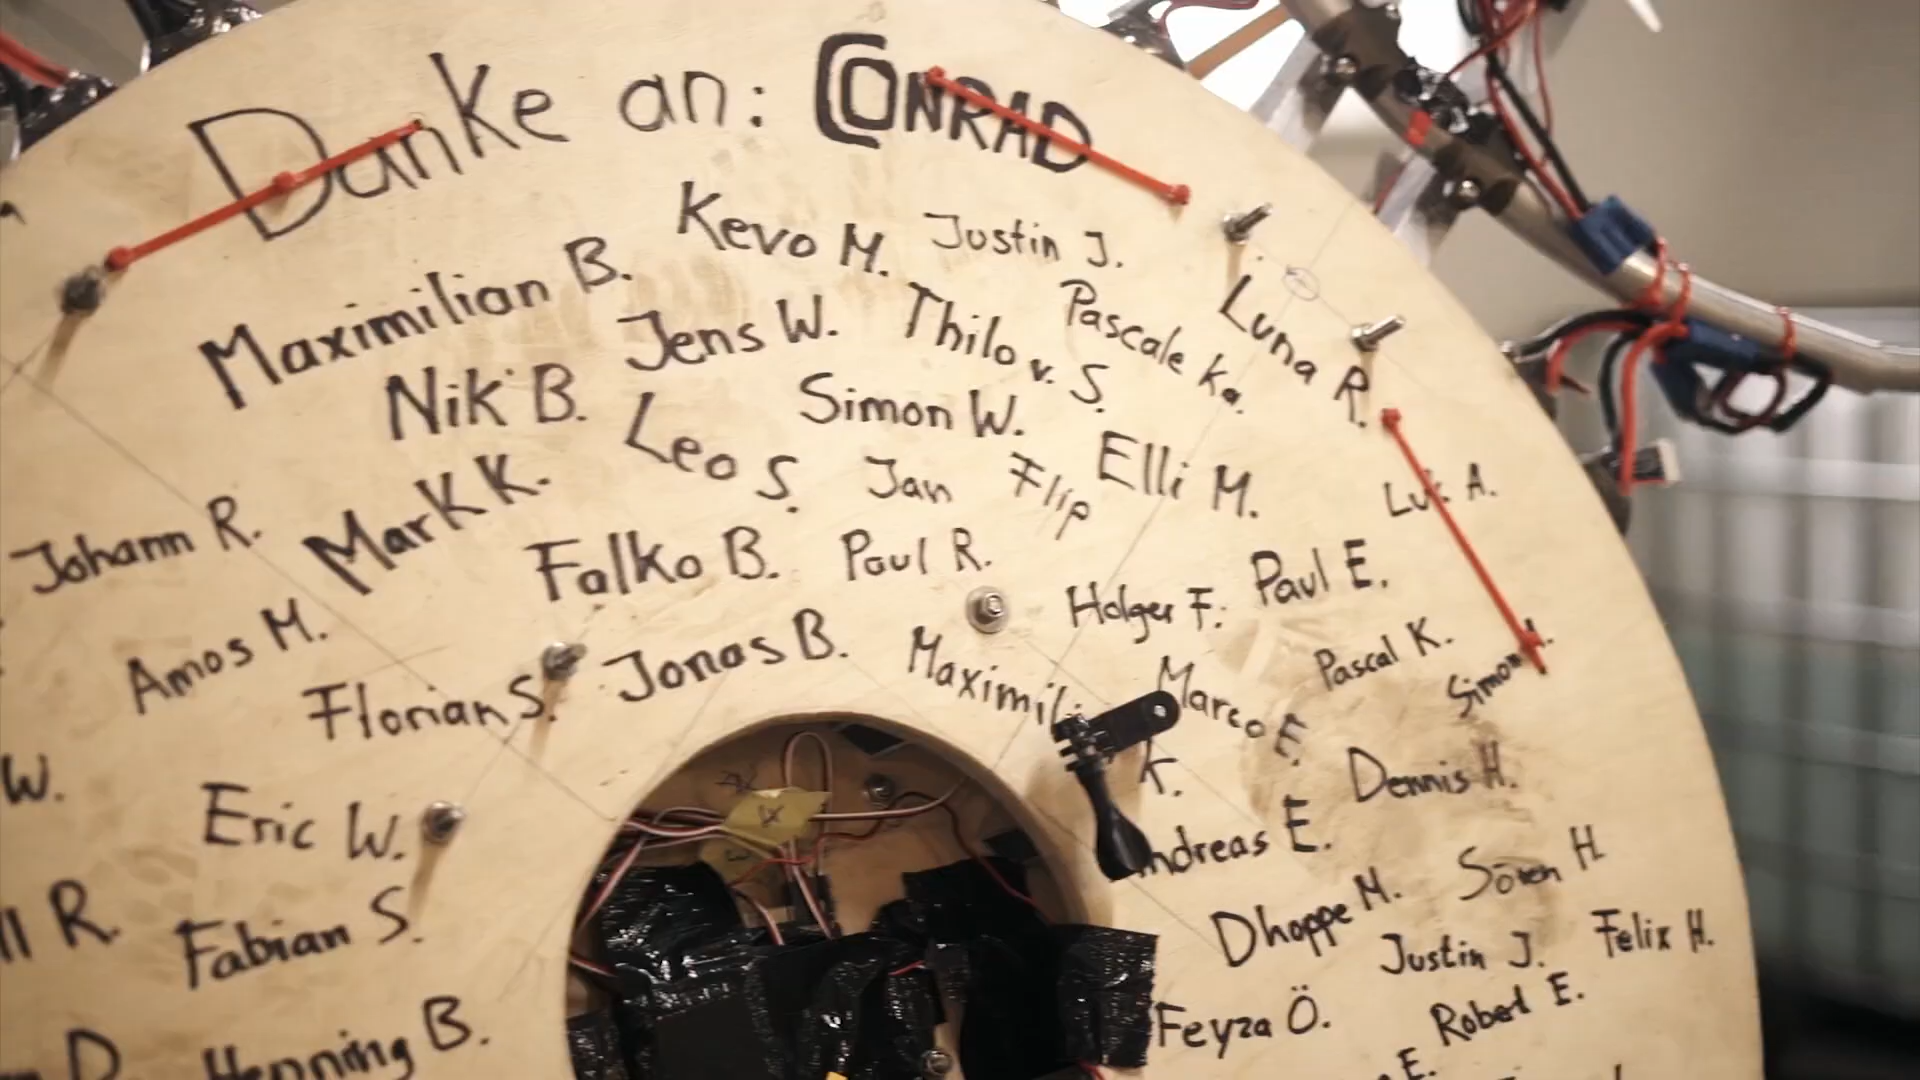 Danke an: CONRAD
Kevo M.
Justin J.
Maximilian B.
Jens W.
Thilo v. S.
Pascale Ka.
Luna R.
Nik B.
Leo S.
Simon W.
Elli M.
Mark K.
Jan
Flip
Luk A.
Johann R.
Falko B.
Paul R.
Holger F.
Paul E.
Amos M.
Florian S.
Jonas B.
Marco E.
Pascal K.
Simon
K.
W.
Eric W.
Dennis H.
E.
R.
Fabian S.
Dhoppe M.
Sören H
Justin J.
Felix H.
D
Henning B.
Feyza Ö.
Robert E.
E.